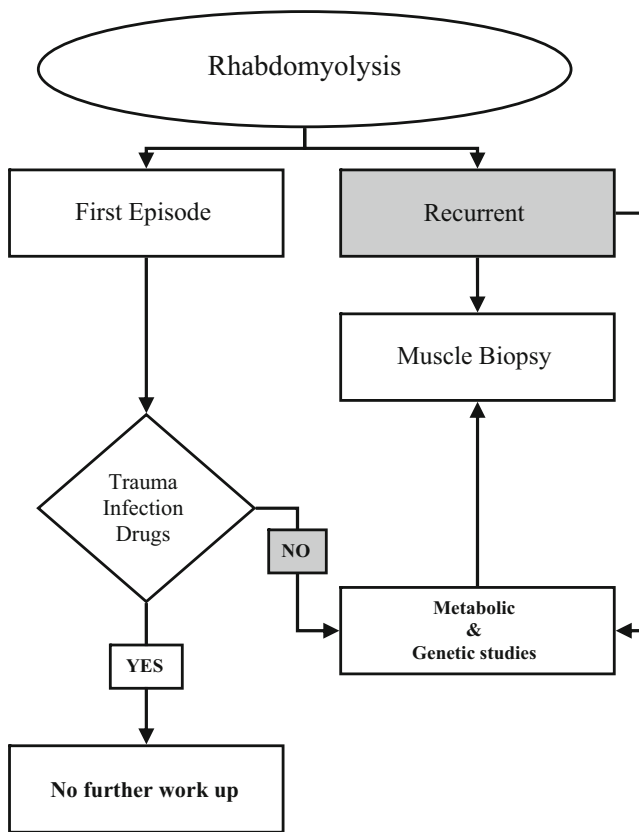 Rhabdomyolysis
First Episode
Recurrent
Muscle Biopsy
Trauma
Infection
Drugs
NO
Metabolic
&
Genetic studies
YES
No further work up